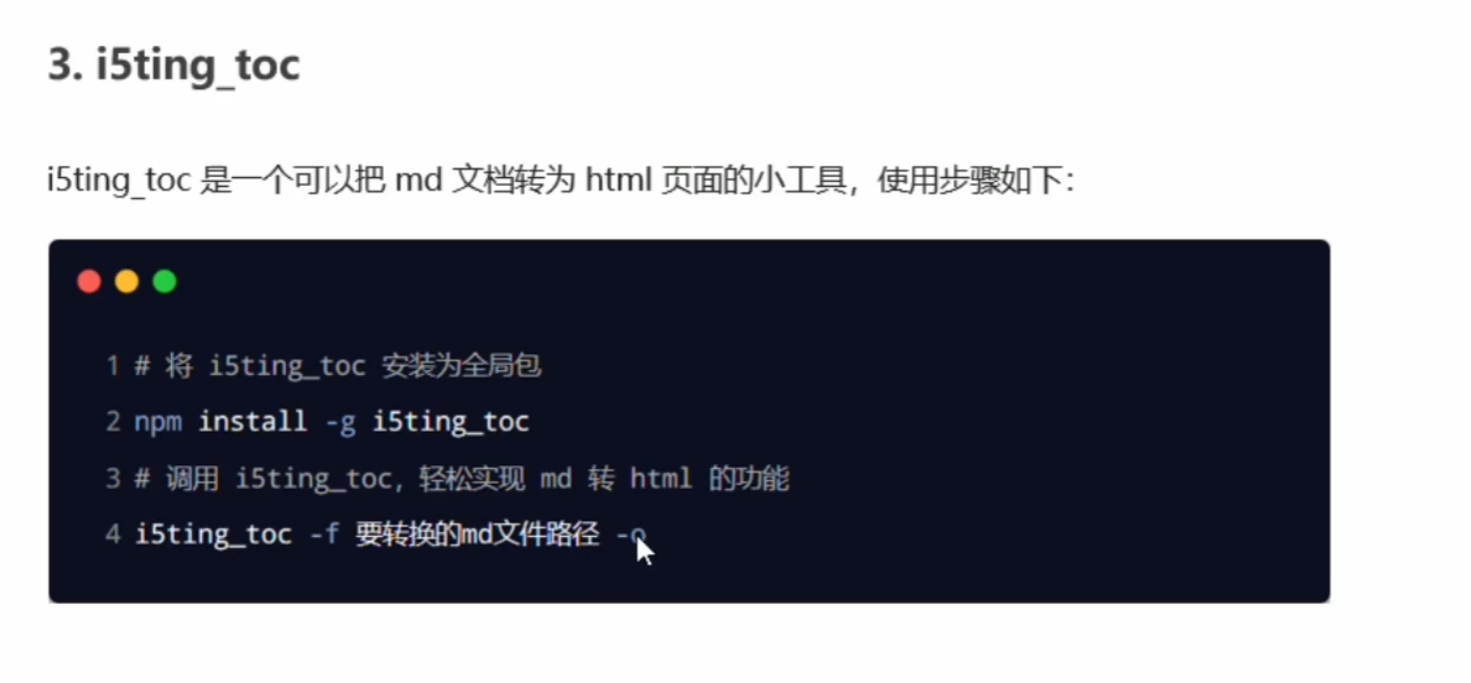 3. i5ting_toc
i5ting_toc 是一个可以把 md 文档转为 html 页面的小工具，使用步骤如下：
1 # 将 i5ting_toc 安装为全局包
2 npm install -g i5ting_toc
3 # 调用 i5ting_toc，轻松实现 md 转 html 的功能
4 i5ting_toc -f 要转换的md文件路径 -o